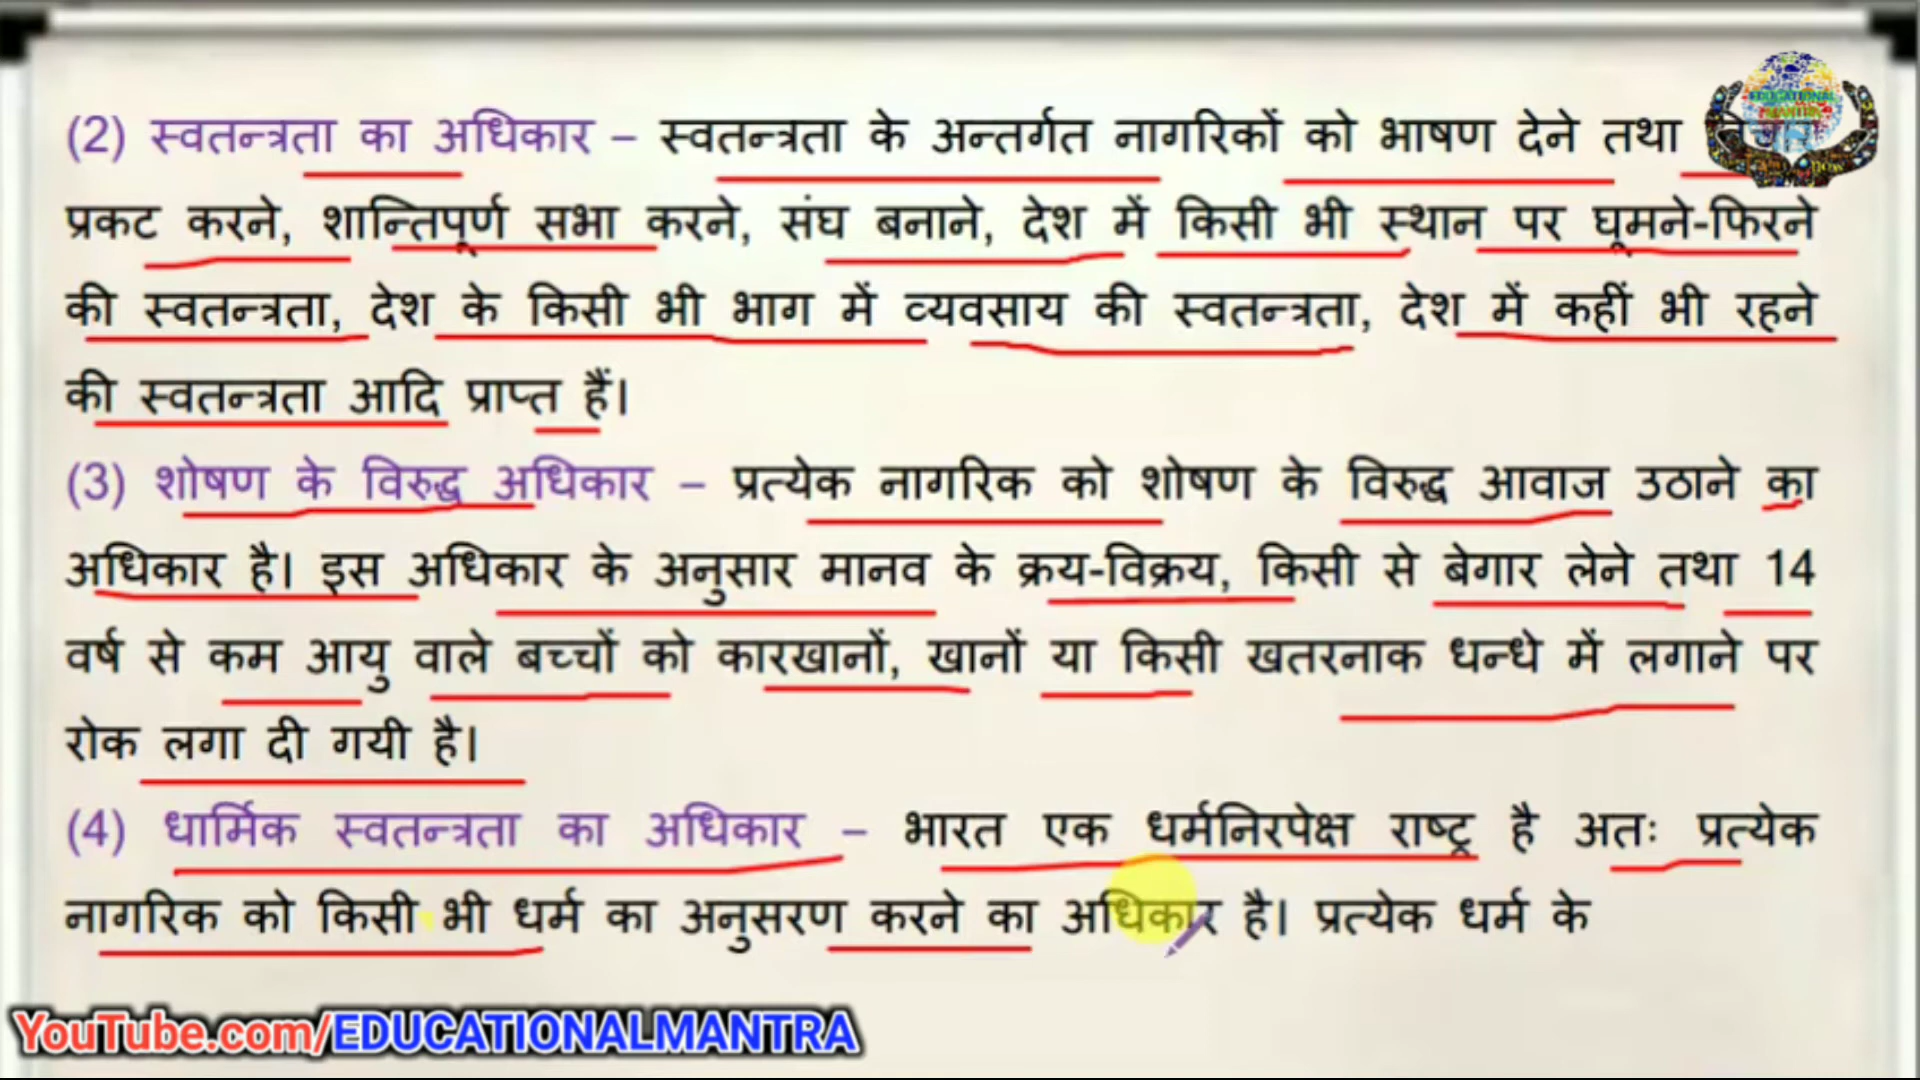 (2) स्वतन्त्रता का अधिकार – स्वतन्त्रता के अन्तर्गत नागरिकों को भाषण देने तथा
प्रकट करने, शान्तिपूर्ण सभा करने, संघ बनाने, देश में किसी भी स्थान पर घूमने-फिरने
की स्वतन्त्रता, देश के किसी भी भाग में व्यवसाय की स्वतन्त्रता, देश में कहीं भी रहने
की स्वतन्त्रता आदि प्राप्त हैं।
(3) शोषण के विरुद्ध अधिकार – प्रत्येक नागरिक को शोषण के विरुद्ध आवाज उठाने का
अधिकार है। इस अधिकार के अनुसार मानव के क्रय-विक्रय, किसी से बेगार लेने तथा 14
वर्ष से कम आयु वाले बच्चों को कारखानों, खानों या किसी खतरनाक धन्धे में लगाने पर
रोक लगा दी गयी है।
(4) धार्मिक स्वतन्त्रता का अधिकार – भारत एक धर्मनिरपेक्ष राष्ट्र है अतः प्रत्येक
नागरिक को किसी भी धर्म का अनुसरण करने का अधिकार है। प्रत्येक धर्म के
EDUCATIONAL
MANTRA
YouTube.com/EDUCATIONALMANTRA